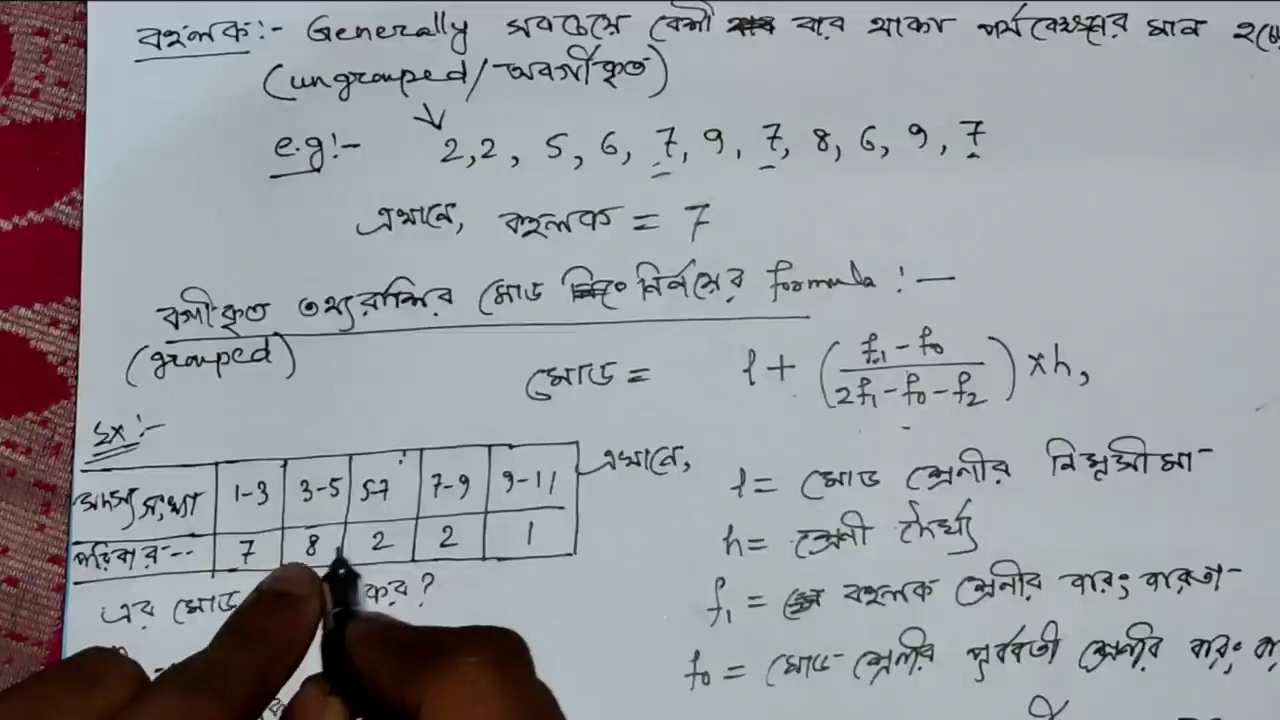 বহুলক:- Generally সবচেয়ে বেশী বার থাকা পর্যবেক্ষণের মান
(ungrouped/অবর্গীকৃত)
e.g:- 2,2, 5, 6, 7, 9, 7, 8, 6, 9, 7
এখানে, বহুলক = 7
বর্গীকৃত তথ্যরাশির মোড নির্ণয়ের formula :-
(grouped)
মোড = l + (f₁ - f₀ / 2f₁ - f₀ - f₂) × h,
Ex:-
সদস্য সংখ্যা 1-3 3-5 5-7 7-9 9-11
পরিবার... 7 8 2 2 1
এর মোড কর?
এখানে,
l = মোড শ্রেণীর নিম্নসীমা
h = শ্রেণী দৈর্ঘ্য
f₁ = বহুলক শ্রেণীর বারংবারতা
f₀ = মোড শ্রেণীর পূর্ববর্তী শ্রেণীর